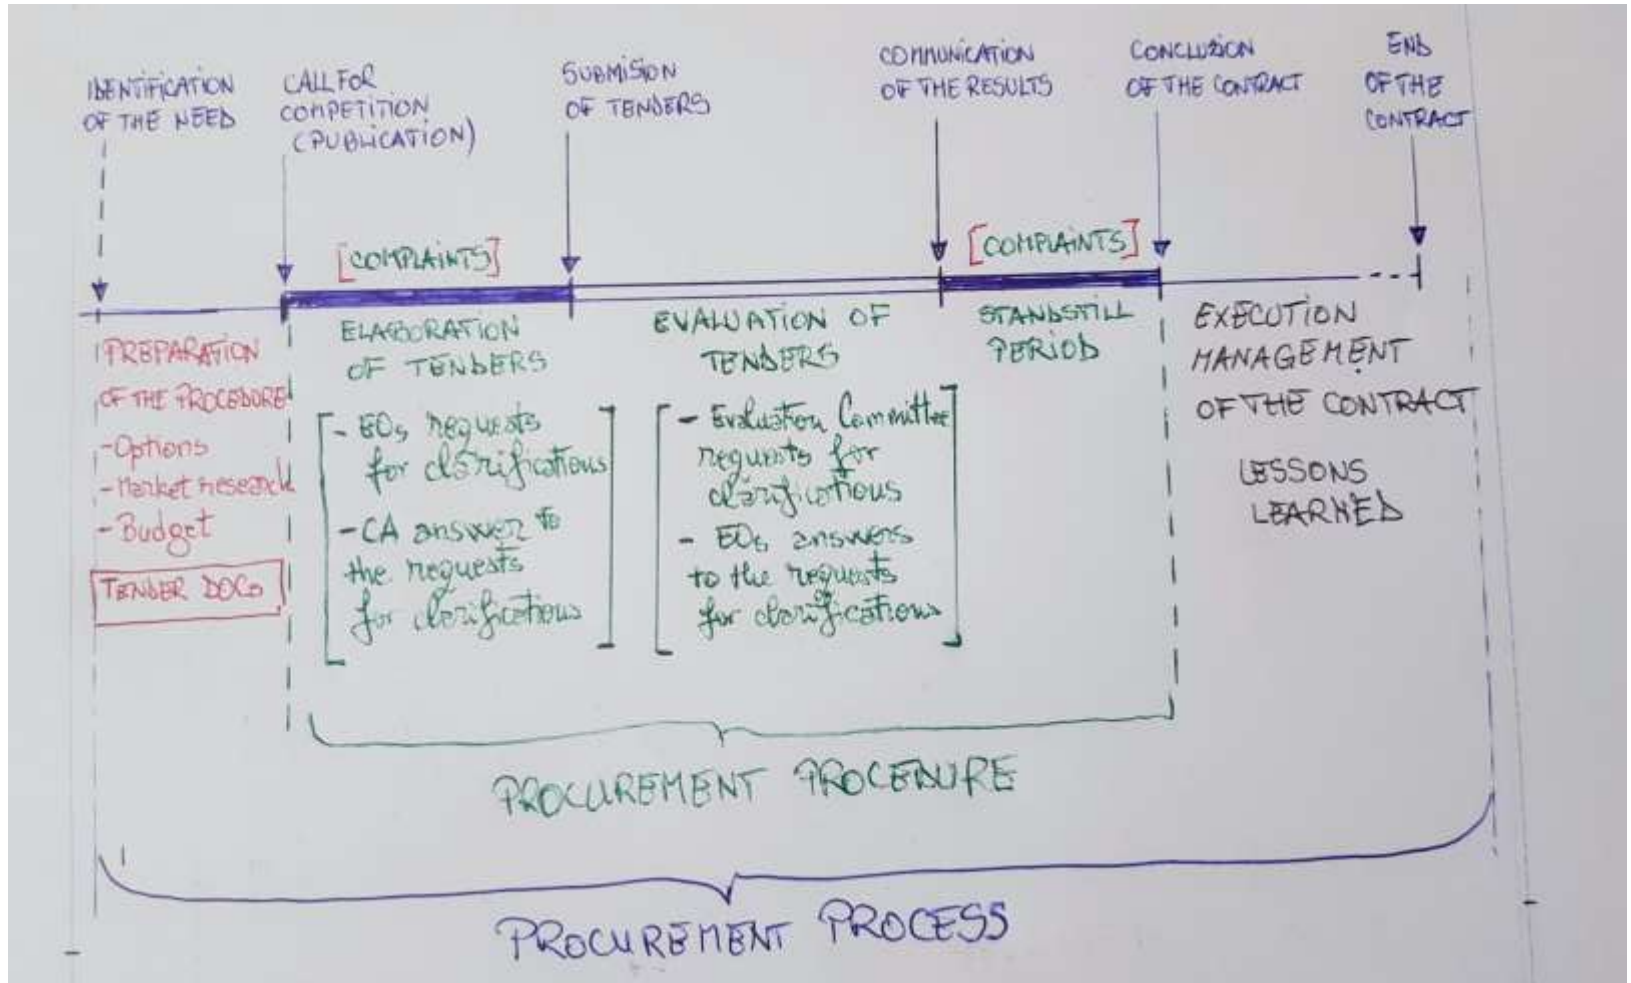 IDENTIFICATION
OF THE NEED
CALL FOR
COMPETITION
(PUBLICATION)
SUBMISION
OF TENDERS
COMMUNICATION
OF THE RESULTS
CONCLUSION
OF THE CONTRACT
END
OF THE
CONTRACT
[COMPLAINTS]
[COMPLAINTS]
PREPARATION
OF THE PROCEDURE
-Options
-Market research
-Budget
TENDER DOCs
ELABORATION
OF TENDERS
- EOs requests
for clarifications
-CA answer to
the requests
for clarifications
EVALUATION OF
TENDERS
- Evaluation Committee
requests for
clarifications
- EOs answers
to the requests
for clarifications
STANDSTILL
PERIOD
EXECUTION
MANAGEMENT
OF THE CONTRACT
LESSONS
LEARNED
PROCUREMENT PROCEDURE
PROCUREMENT PROCESS